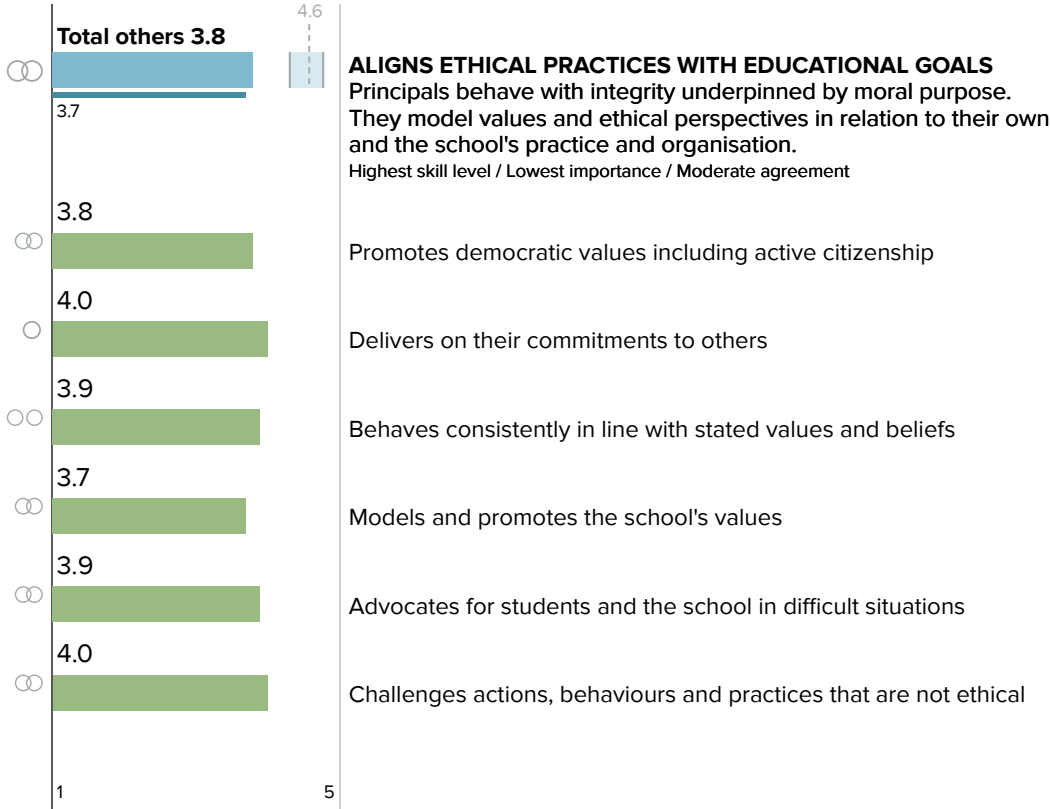 4.6
Total others 3.8
3.7
ALIGNS ETHICAL PRACTICES WITH EDUCATIONAL GOALS
Principals behave with integrity underpinned by moral purpose.
They model values and ethical perspectives in relation to their own
and the school's practice and organisation.
Highest skill level / Lowest importance / Moderate agreement
3.8
Promotes democratic values including active citizenship
4.0
Delivers on their commitments to others
3.9
Behaves consistently in line with stated values and beliefs
3.7
Models and promotes the school's values
3.9
Advocates for students and the school in difficult situations
4.0
Challenges actions, behaviours and practices that are not ethical
1 5